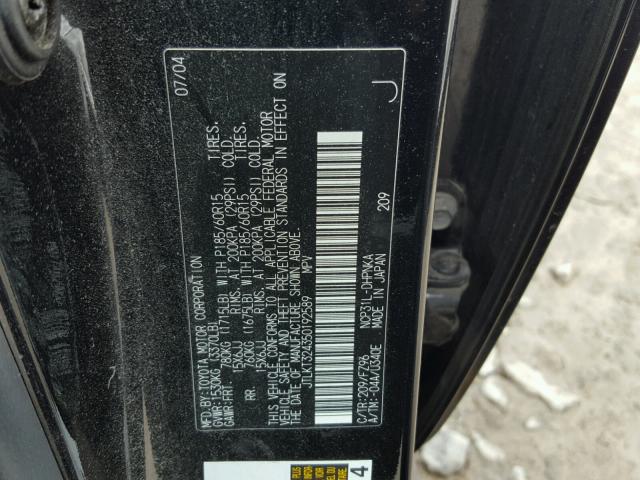 MFD. BY: TOYOTA MOTOR CORPORATION 07/04
GVWR: 1530KG (3370LB)
GAWR: FRT. 780KG (1715LB) WITH P185/60R15 TIRES.
15X6JJ RIMS, AT 200KPA (29PSI) COLD.
RR. 760KG (1675LB) WITH P185/60R15 TIRES.
15X6JJ RIMS, AT 200KPA (29PSI) COLD.
THIS VEHICLE CONFORMS TO ALL APPLICABLE FEDERAL MOTOR
VEHICLE SAFETY AND THEFT PREVENTION STANDARDS IN EFFECT ON
THE DATE OF MANUFACTURE SHOWN ABOVE.
JTLKT324350192589 MPV
209
C/TR:209/FZ96 NCP31L-DHPNKA
A/TM:-04A/U340E MADE IN JAPAN
J
4